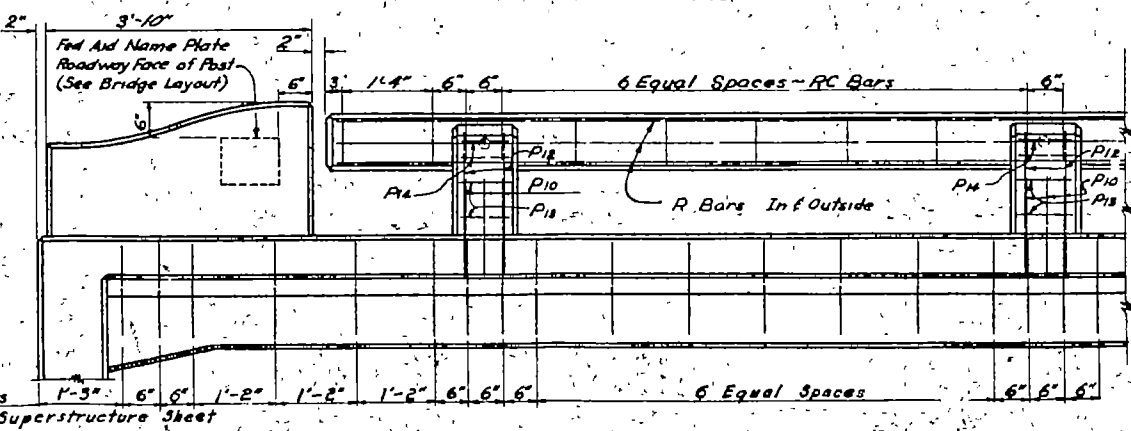 2"
3'-10"
2"
Fed Aid Name Plate
Roadway Face of Post
(See Bridge Layout)
6"
6"
3"
1'-4"
6"
6"
6 Equal Spaces ~ RC Bars
6"
P12
P14
P10
P13
R Bars In & Outside
P12
P14
P10
P13
1'-3"
6"
6"
1'-2"
1'-2"
1'-2"
6"
6"
6"
6 Equal Spaces
6"
6"
6"
Superstructure Sheet